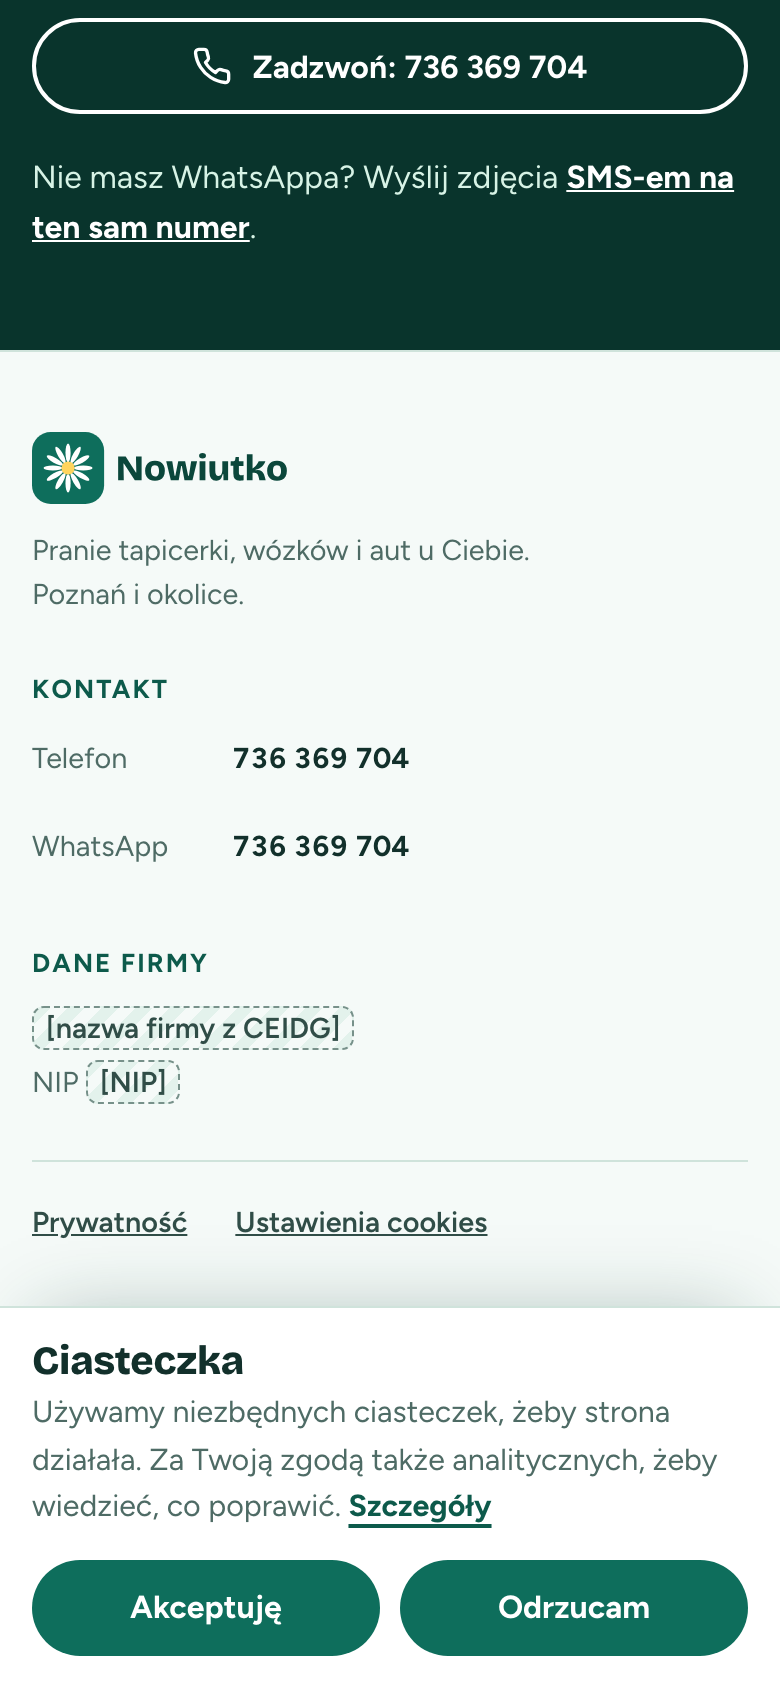 Zadzwoń: 736 369 704
Nie masz WhatsAppa? Wyślij zdjęcia SMS-em na
ten sam numer.
Nowiutko
Pranie tapicerki, wózków i aut u Ciebie.
Poznań i okolice.
KONTAKT
Telefon 736 369 704
WhatsApp 736 369 704
DANE FIRMY
[nazwa firmy z CEIDG]
NIP [NIP]
Prywatność Ustawienia cookies
Ciasteczka
Używamy niezbędnych ciasteczek, żeby strona
działała. Za Twoją zgodą także analitycznych, żeby
wiedzieć, co poprawić. Szczegóły
Akceptuję Odrzucam